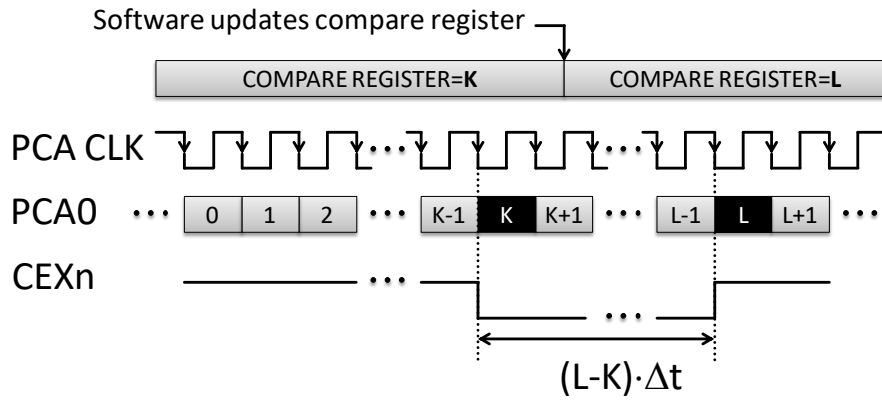 Software updates compare register
COMPARE REGISTER=K COMPARE REGISTER=L
PCA CLK
PCA0 ••• 0 1 2 ••• K-1 K K+1 ••• L-1 L L+1 •••
CEXn
(L-K)·Δt